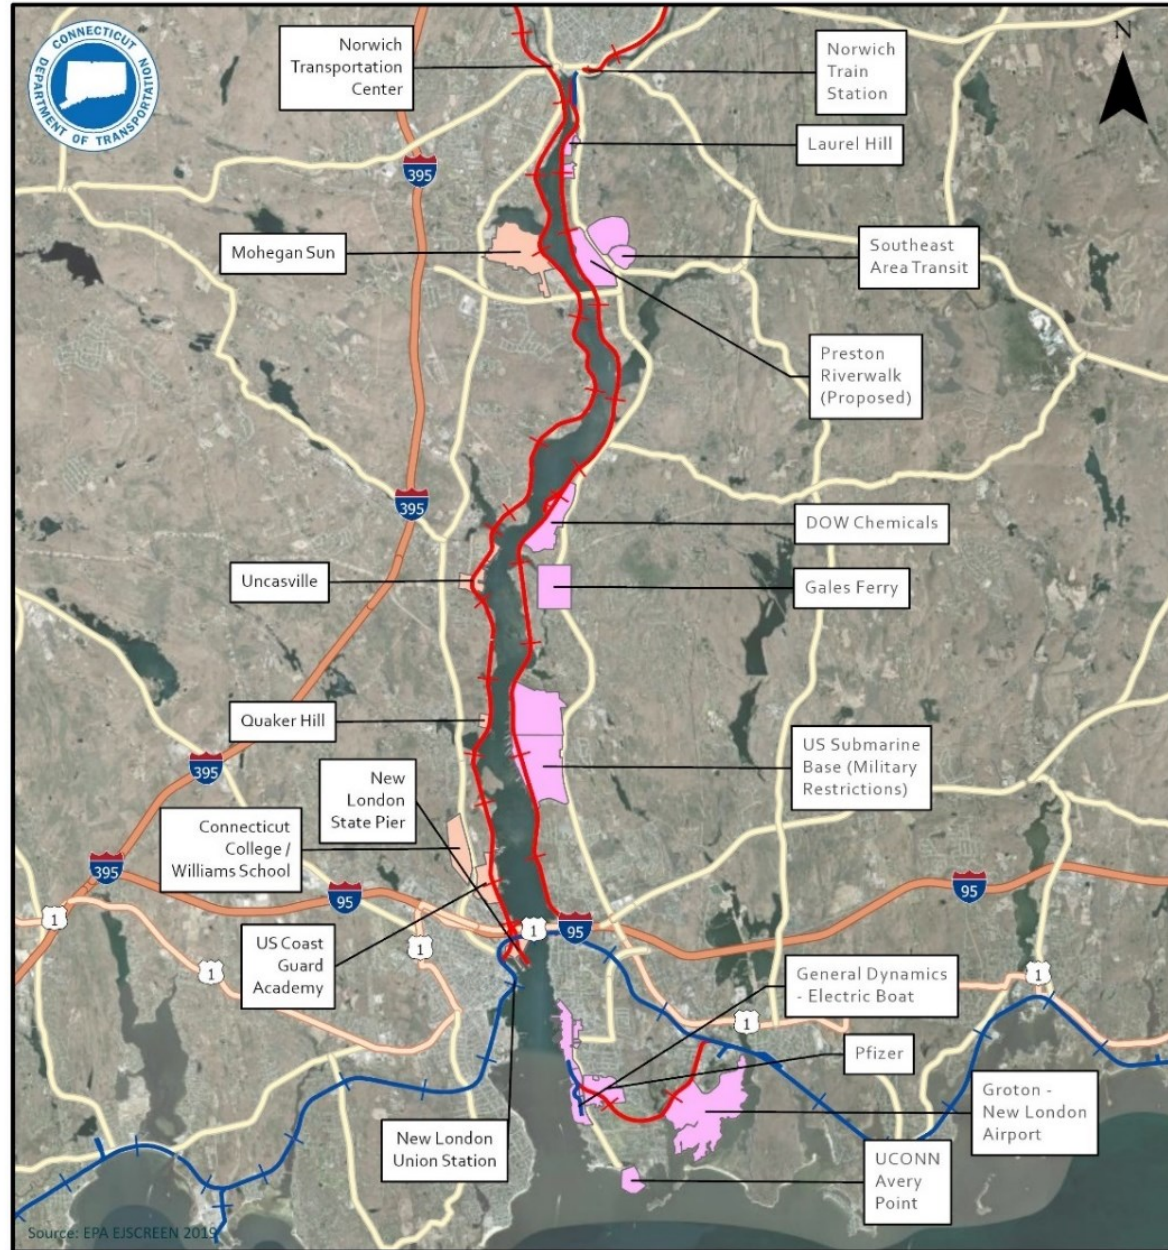 CONNECTICUT
DEPARTMENT OF TRANSPORTATION
N
Norwich
Transportation
Center
Norwich
Train
Station
Laurel Hill
395
Mohegan Sun
Southeast
Area Transit
Preston
Riverwalk
(Proposed)
395
DOW Chemicals
Uncasville
Gales Ferry
Quaker Hill
US Submarine
Base (Military
Restrictions)
395
New
London
State Pier
Connecticut
College /
Williams School
395
95
95
1
1
95
1
US Coast
Guard
Academy
1
General Dynamics
- Electric Boat
1
1
Pfizer
Groton -
New London
Airport
New London
Union Station
UCONN
Avery
Point
Source: EPA EJSCREEN 2019